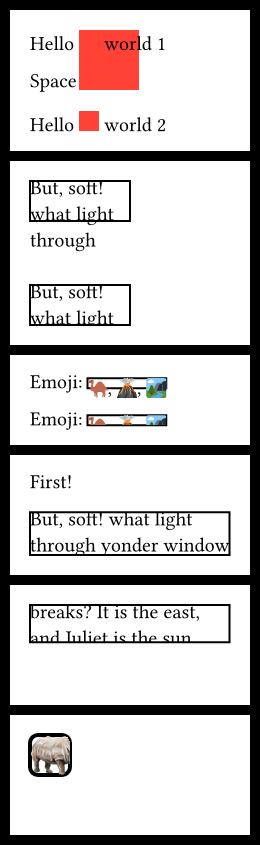 Hello world 1
Space
Hello world 2
But, soft!
what light
through
But, soft!
what light
Emoji: 🐪, 🌋, 🏞️
Emoji: 🐪, 🌋, 🏞️
First!
But, soft! what light
through yonder window
breaks? It is the east,
and Juliet is the sun